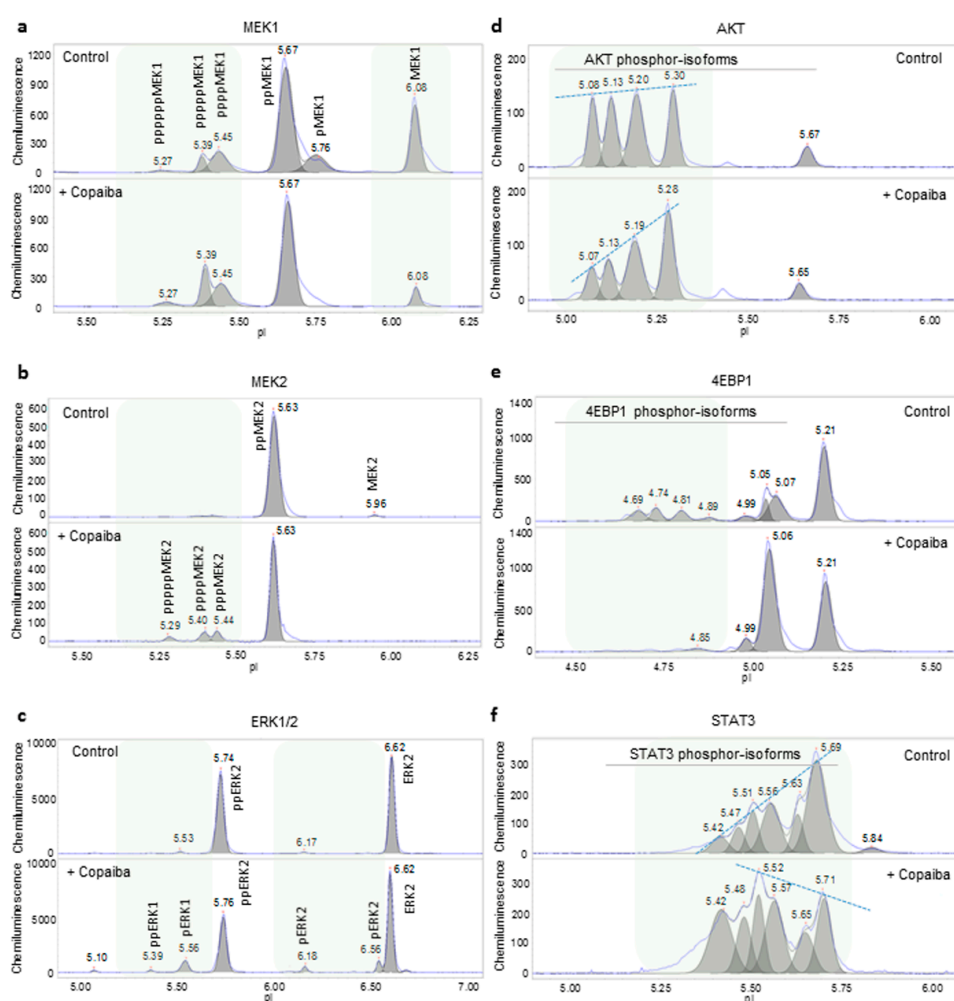 a
MEK1
Control
Chemiluminescence
1200
900
600
300
0
ppppppMEK1
pppppMEK1
ppppMEK1
ppMEK1
pMEK1
MEK1
5.27
5.39
5.45
5.67
5.76
6.08
+ Copaiba
Chemiluminescence
1200
900
600
300
0
5.27
5.39
5.45
5.67
6.08
5.50 5.25 5.50 5.75 6.00 6.25
pI
b
MEK2
Control
Chemiluminescence
600
500
400
300
200
100
0
ppMEK2
5.63
MEK2
5.96
+ Copaiba
Chemiluminescence
600
500
400
300
200
100
0
pppppMEK2
ppppMEK2
pppMEK2
5.29
5.40
5.44
5.63
5.00 5.25 5.50 5.75 6.00 6.25
pI
c
ERK1/2
Control
Chemiluminescence
10000
5000
0
5.53
5.74
ppERK2
6.17
6.62
ERK2
+ Copaiba
Chemiluminescence
10000
5000
0
5.10
ppERK1
5.39
pERK1
5.56
ppERK2
5.76
pERK2
6.18
pERK2
6.56
6.62
ERK2
5.00 5.50 6.00 6.50 7.00
pI
d
AKT
Control
AKT phosphor-isoforms
Chemiluminescence
200
100
0
5.08
5.13
5.20
5.30
5.67
+ Copaiba
Chemiluminescence
200
100
0
5.07
5.13
5.19
5.28
5.65
5.00 5.25 5.50 5.75 6.00
pI
e
4EBP1
4EBP1 phosphor-isoforms
Control
Chemiluminescence
1400
1000
500
0
4.69
4.74
4.81
4.89
4.99
5.05
5.07
5.21
+ Copaiba
Chemiluminescence
1400
1000
500
0
4.85
4.99
5.06
5.21
4.50 4.75 5.00 5.25 5.50
pI
f
STAT3
STAT3 phosphor-isoforms
Control
Chemiluminescence
300
200
100
0
5.42
5.47
5.51
5.56
5.63
5.69
5.84
+ Copaiba
Chemiluminescence
300
200
100
0
5.42
5.48
5.52
5.57
5.65
5.71
5.00 5.25 5.50 5.75 6.00
pI